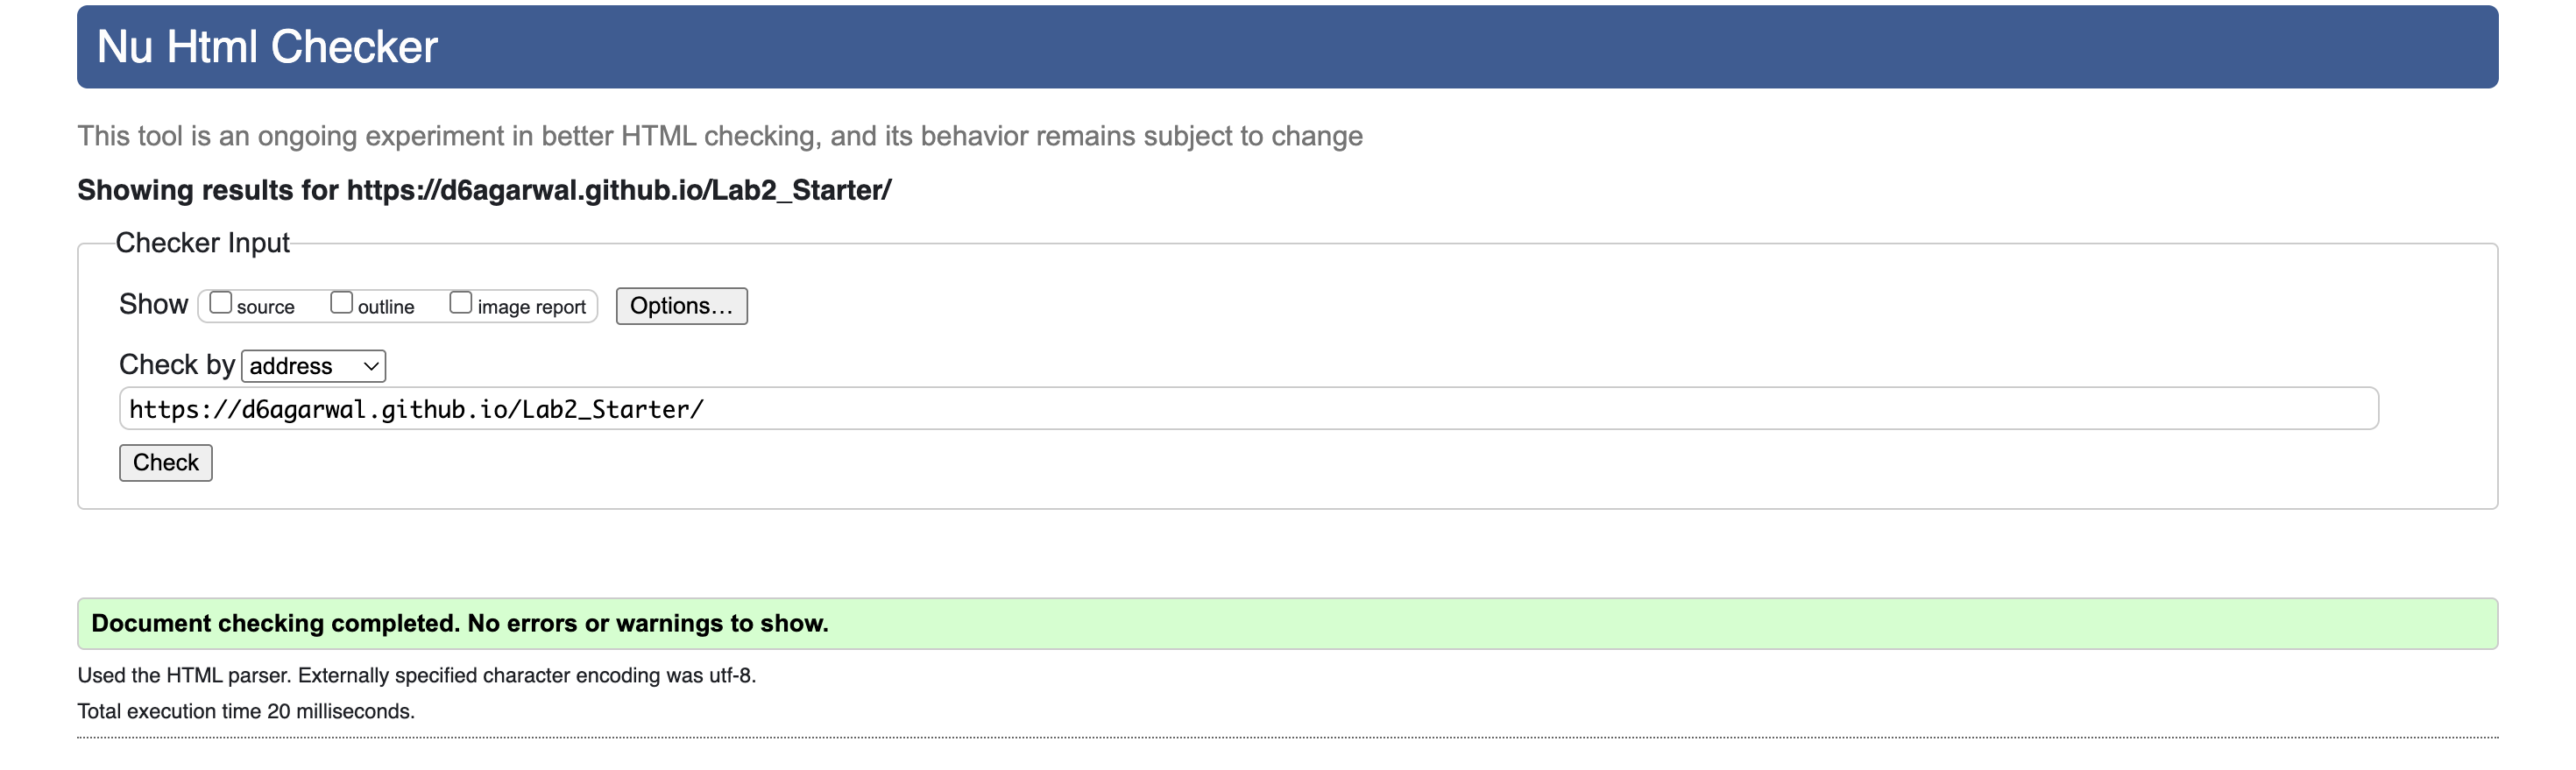 Nu Html Checker
This tool is an ongoing experiment in better HTML checking, and its behavior remains subject to change
Showing results for https://d6agarwal.github.io/Lab2_Starter/
Checker Input
Show source outline image report Options...
Check by address
https://d6agarwal.github.io/Lab2_Starter/
Check
Document checking completed. No errors or warnings to show.
Used the HTML parser. Externally specified character encoding was utf-8.
Total execution time 20 milliseconds.